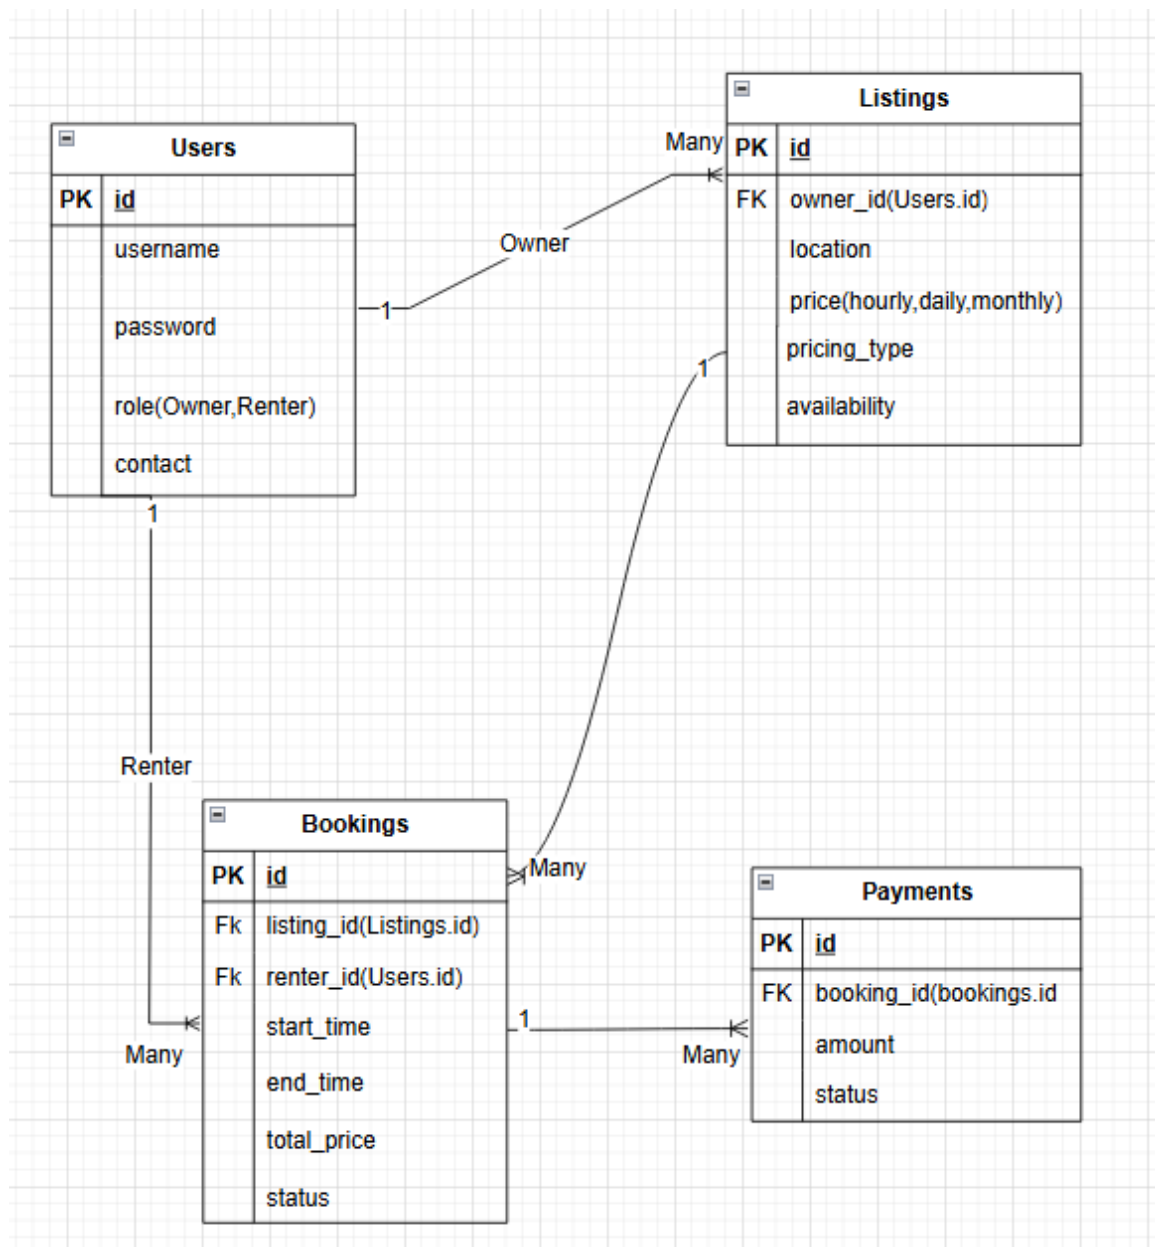 Users
PK id
username
password
role(Owner,Renter)
contact
1
Owner
1
Many
Listings
PK id
FK owner_id(Users.id)
location
price(hourly,daily,monthly)
pricing_type
availability
1
Renter
Many
Many
Bookings
PK id
Fk listing_id(Listings.id)
Fk renter_id(Users.id)
start_time
end_time
total_price
status
1
Many
Payments
PK id
FK booking_id(bookings.id
amount
status